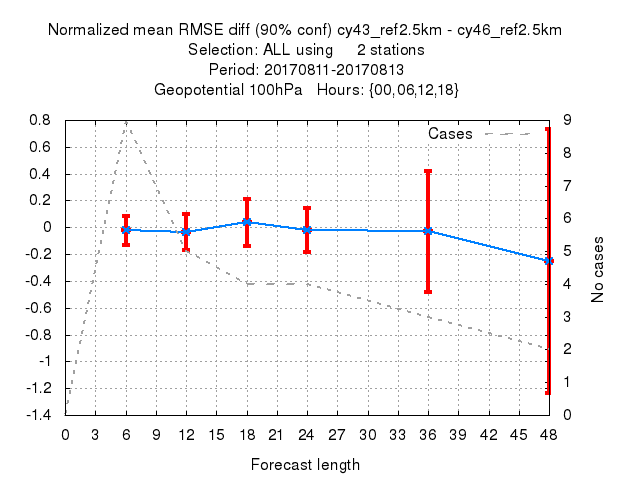 Normalized mean RMSE diff (90% conf) cy43_ref2.5km - cy46_ref2.5km
Selection: ALL using 2 stations
Period: 20170811-20170813
Geopotential 100hPa Hours: {00,06,12,18}
Cases
0.8
0.6
0.4
0.2
0
-0.2
-0.4
-0.6
-0.8
-1
-1.2
-1.4
9
8
7
6
5
4
3
2
1
0
No cases
0 3 6 9 12 15 18 21 24 27 30 33 36 39 42 45 48
Forecast length